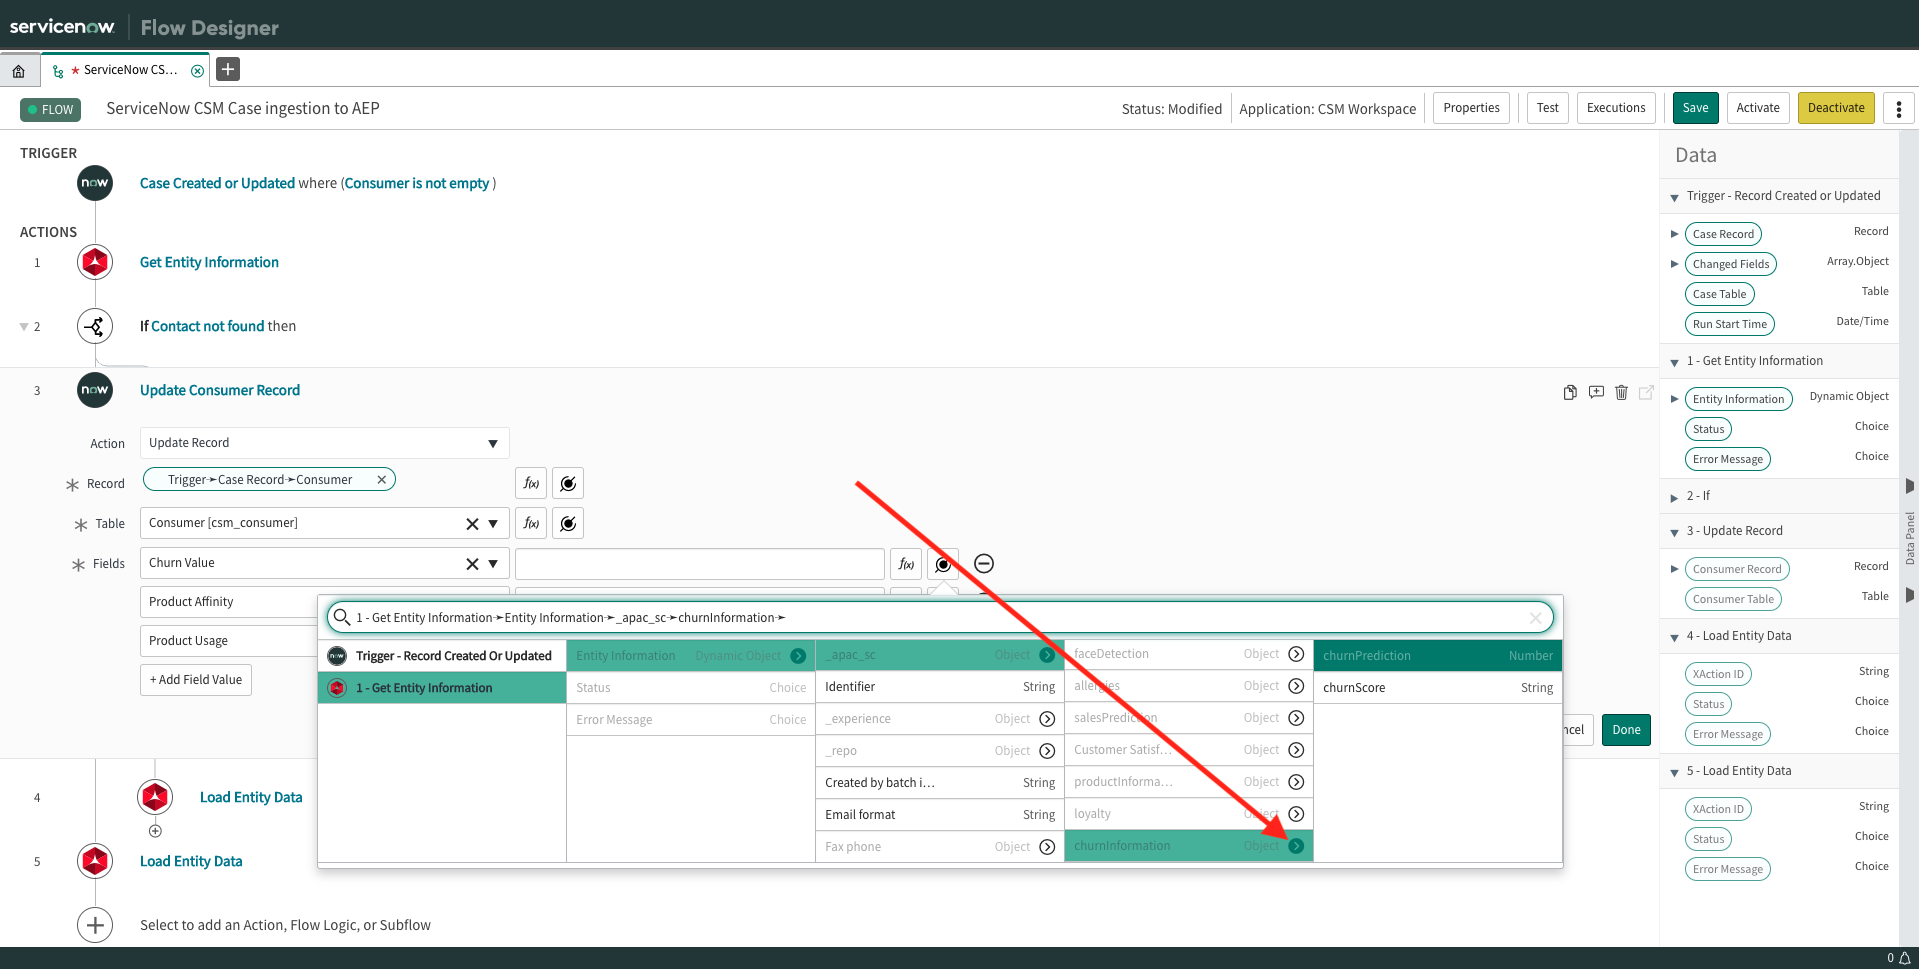 servicenow Flow Designer
ServiceNow CS...
FLOW ServiceNow CSM Case ingestion to AEP Status: Modified Application: CSM Workspace Properties Test Executions Save Activate Deactivate
TRIGGER
now Case Created or Updated where (Consumer is not empty )
ACTIONS
1 Get Entity Information
2 If Contact not found then
3 now Update Consumer Record
Action Update Record
Record Trigger➛Case Record➛Consumer f(x)
Table Consumer [csm_consumer] f(x)
Fields Churn Value f(x)
Product Affinity
Product Usage
+ Add Field Value
1 - Get Entity Information➛Entity Information➛_apac_sc➛churnInformation➛
now Trigger - Record Created Or Updated
1 - Get Entity Information
Entity Information Dynamic Object
Status Choice
Error Message Choice
_apac_sc Object
Identifier String
_experience Object
_repo Object
Created by batch i... String
Email format String
Fax phone Object
faceDetection Object
allergies Object
salesPrediction Object
Customer Satisf... Object
productInforma... Object
loyalty Object
churnInformation Object
churnPrediction Number
churnScore String
ncel Done
4 Load Entity Data
5 Load Entity Data
Select to add an Action, Flow Logic, or Subflow
Data
Trigger - Record Created or Updated
Case Record Record
Changed Fields Array.Object
Case Table Table
Run Start Time Date/Time
1 - Get Entity Information
Entity Information Dynamic Object
Status Choice
Error Message Choice
2 - If
3 - Update Record
Consumer Record Record
Consumer Table Table
4 - Load Entity Data
XAction ID String
Status Choice
Error Message Choice
5 - Load Entity Data
XAction ID String
Status Choice
Error Message Choice
Data Panel
0